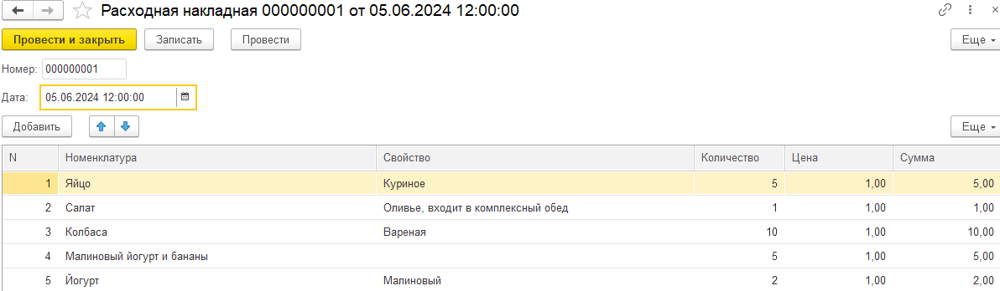 Расходная накладная 000000001 от 05.06.2024 12:00:00
Провести и закрыть Записать Провести Еще
Номер: 000000001
Дата: 05.06.2024 12:00:00
Добавить Еще
N Номенклатура Свойство Количество Цена Сумма
1 Яйцо Куриное 5 1,00 5,00
2 Салат Оливье, входит в комплексный обед 1 1,00 1,00
3 Колбаса Вареная 10 1,00 10,00
4 Малиновый йогурт и бананы 5 1,00 5,00
5 Йогурт Малиновый 2 1,00 2,00